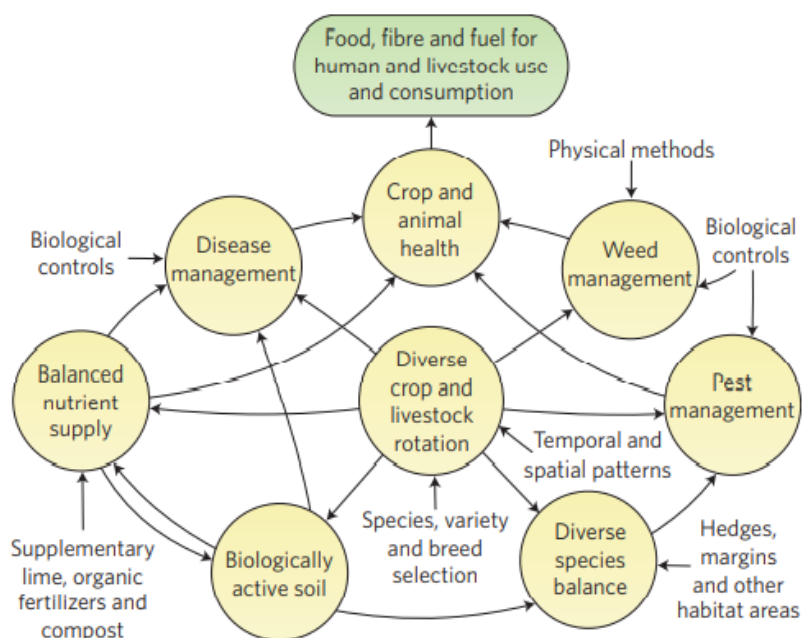 Food, fibre and fuel for
human and livestock use
and consumption
Physical methods
Crop and
animal
health
Biological
controls
Disease
management
Weed
management
Biological
controls
Balanced
nutrient
supply
Diverse
crop and
livestock
rotation
Pest
management
Temporal and
spatial patterns
Supplementary
lime, organic
fertilizers and
compost
Biologically
active soil
Species, variety
and breed
selection
Diverse
species
balance
Hedges,
margins
and other
habitat areas